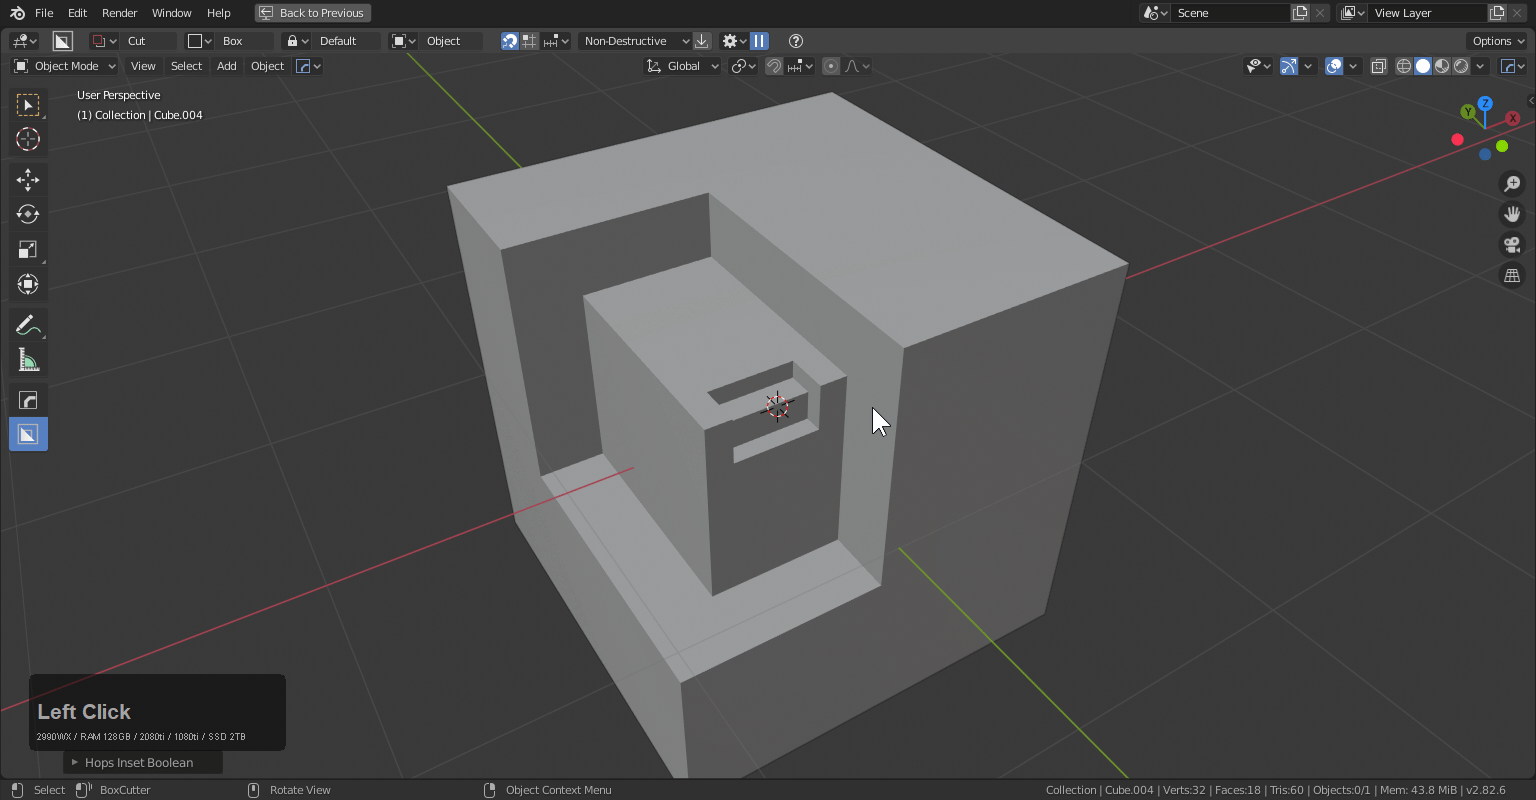 File Edit Render Window Help Back to Previous Scene View Layer
Cut Box Default Object Non-Destructive Options
Object Mode View Select Add Object Global
User Perspective
(1) Collection | Cube.004
Z
Y
X
Left Click
2990WX / RAM 128GB / 2080ti / 1080ti / SSD 2TB
Hops Inset Boolean
Select BoxCutter Rotate View Object Context Menu Collection | Cube.004 | Verts:32 | Faces:18 | Tris:60 | Objects:0/1 | Mem: 43.8 MiB | v2.82.6